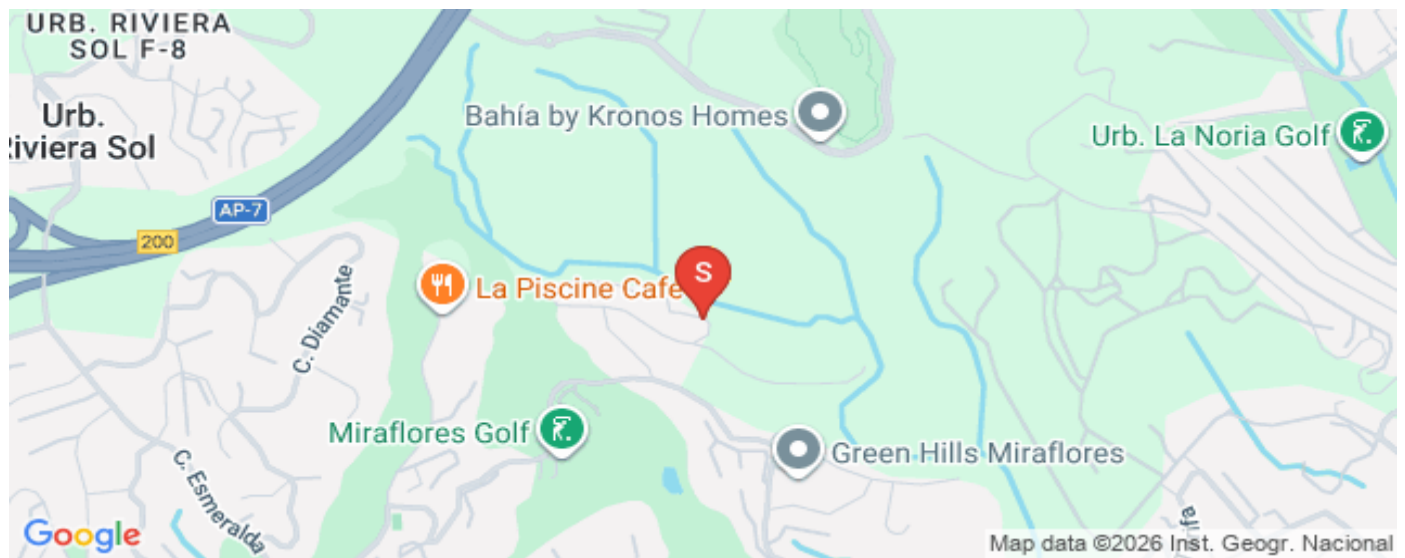 URB. RIVIERA
SOL F-8
Urb.
Riviera Sol
Bahía by Kronos Homes
Urb. La Noria Golf
AP-7
200
S
La Piscine Cafe
C. Diamante
Miraflores Golf
Green Hills Miraflores
C. Esmeralda
ifa
Google
Map data ©2026 Inst. Geogr. Nacional